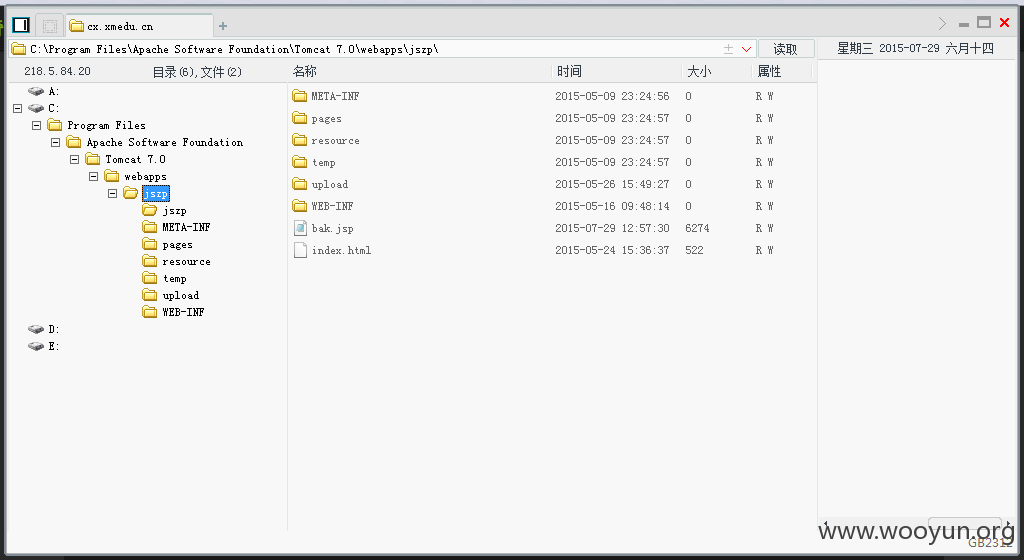 cx.xmedu.cn
C:\Program Files\Apache Software Foundation\Tomcat 7.0\webapps\jszp\ 读取 星期三 2015-07-29 六月十四
218.5.84.20 目录(6),文件(2) 名称 时间 大小 属性
A:
C:
Program Files
Apache Software Foundation
Tomcat 7.0
webapps
jszp
jszp
META-INF
pages
resource
temp
upload
WEB-INF
D:
E:
META-INF 2015-05-09 23:24:56 0 R W
pages 2015-05-09 23:24:57 0 R W
resource 2015-05-09 23:24:57 0 R W
temp 2015-05-09 23:24:57 0 R W
upload 2015-05-26 15:49:27 0 R W
WEB-INF 2015-05-16 09:48:14 0 R W
bak.jsp 2015-07-29 12:57:30 6274 R W
index.html 2015-05-24 15:36:37 522 R W
www.wooyun.org
GB2312